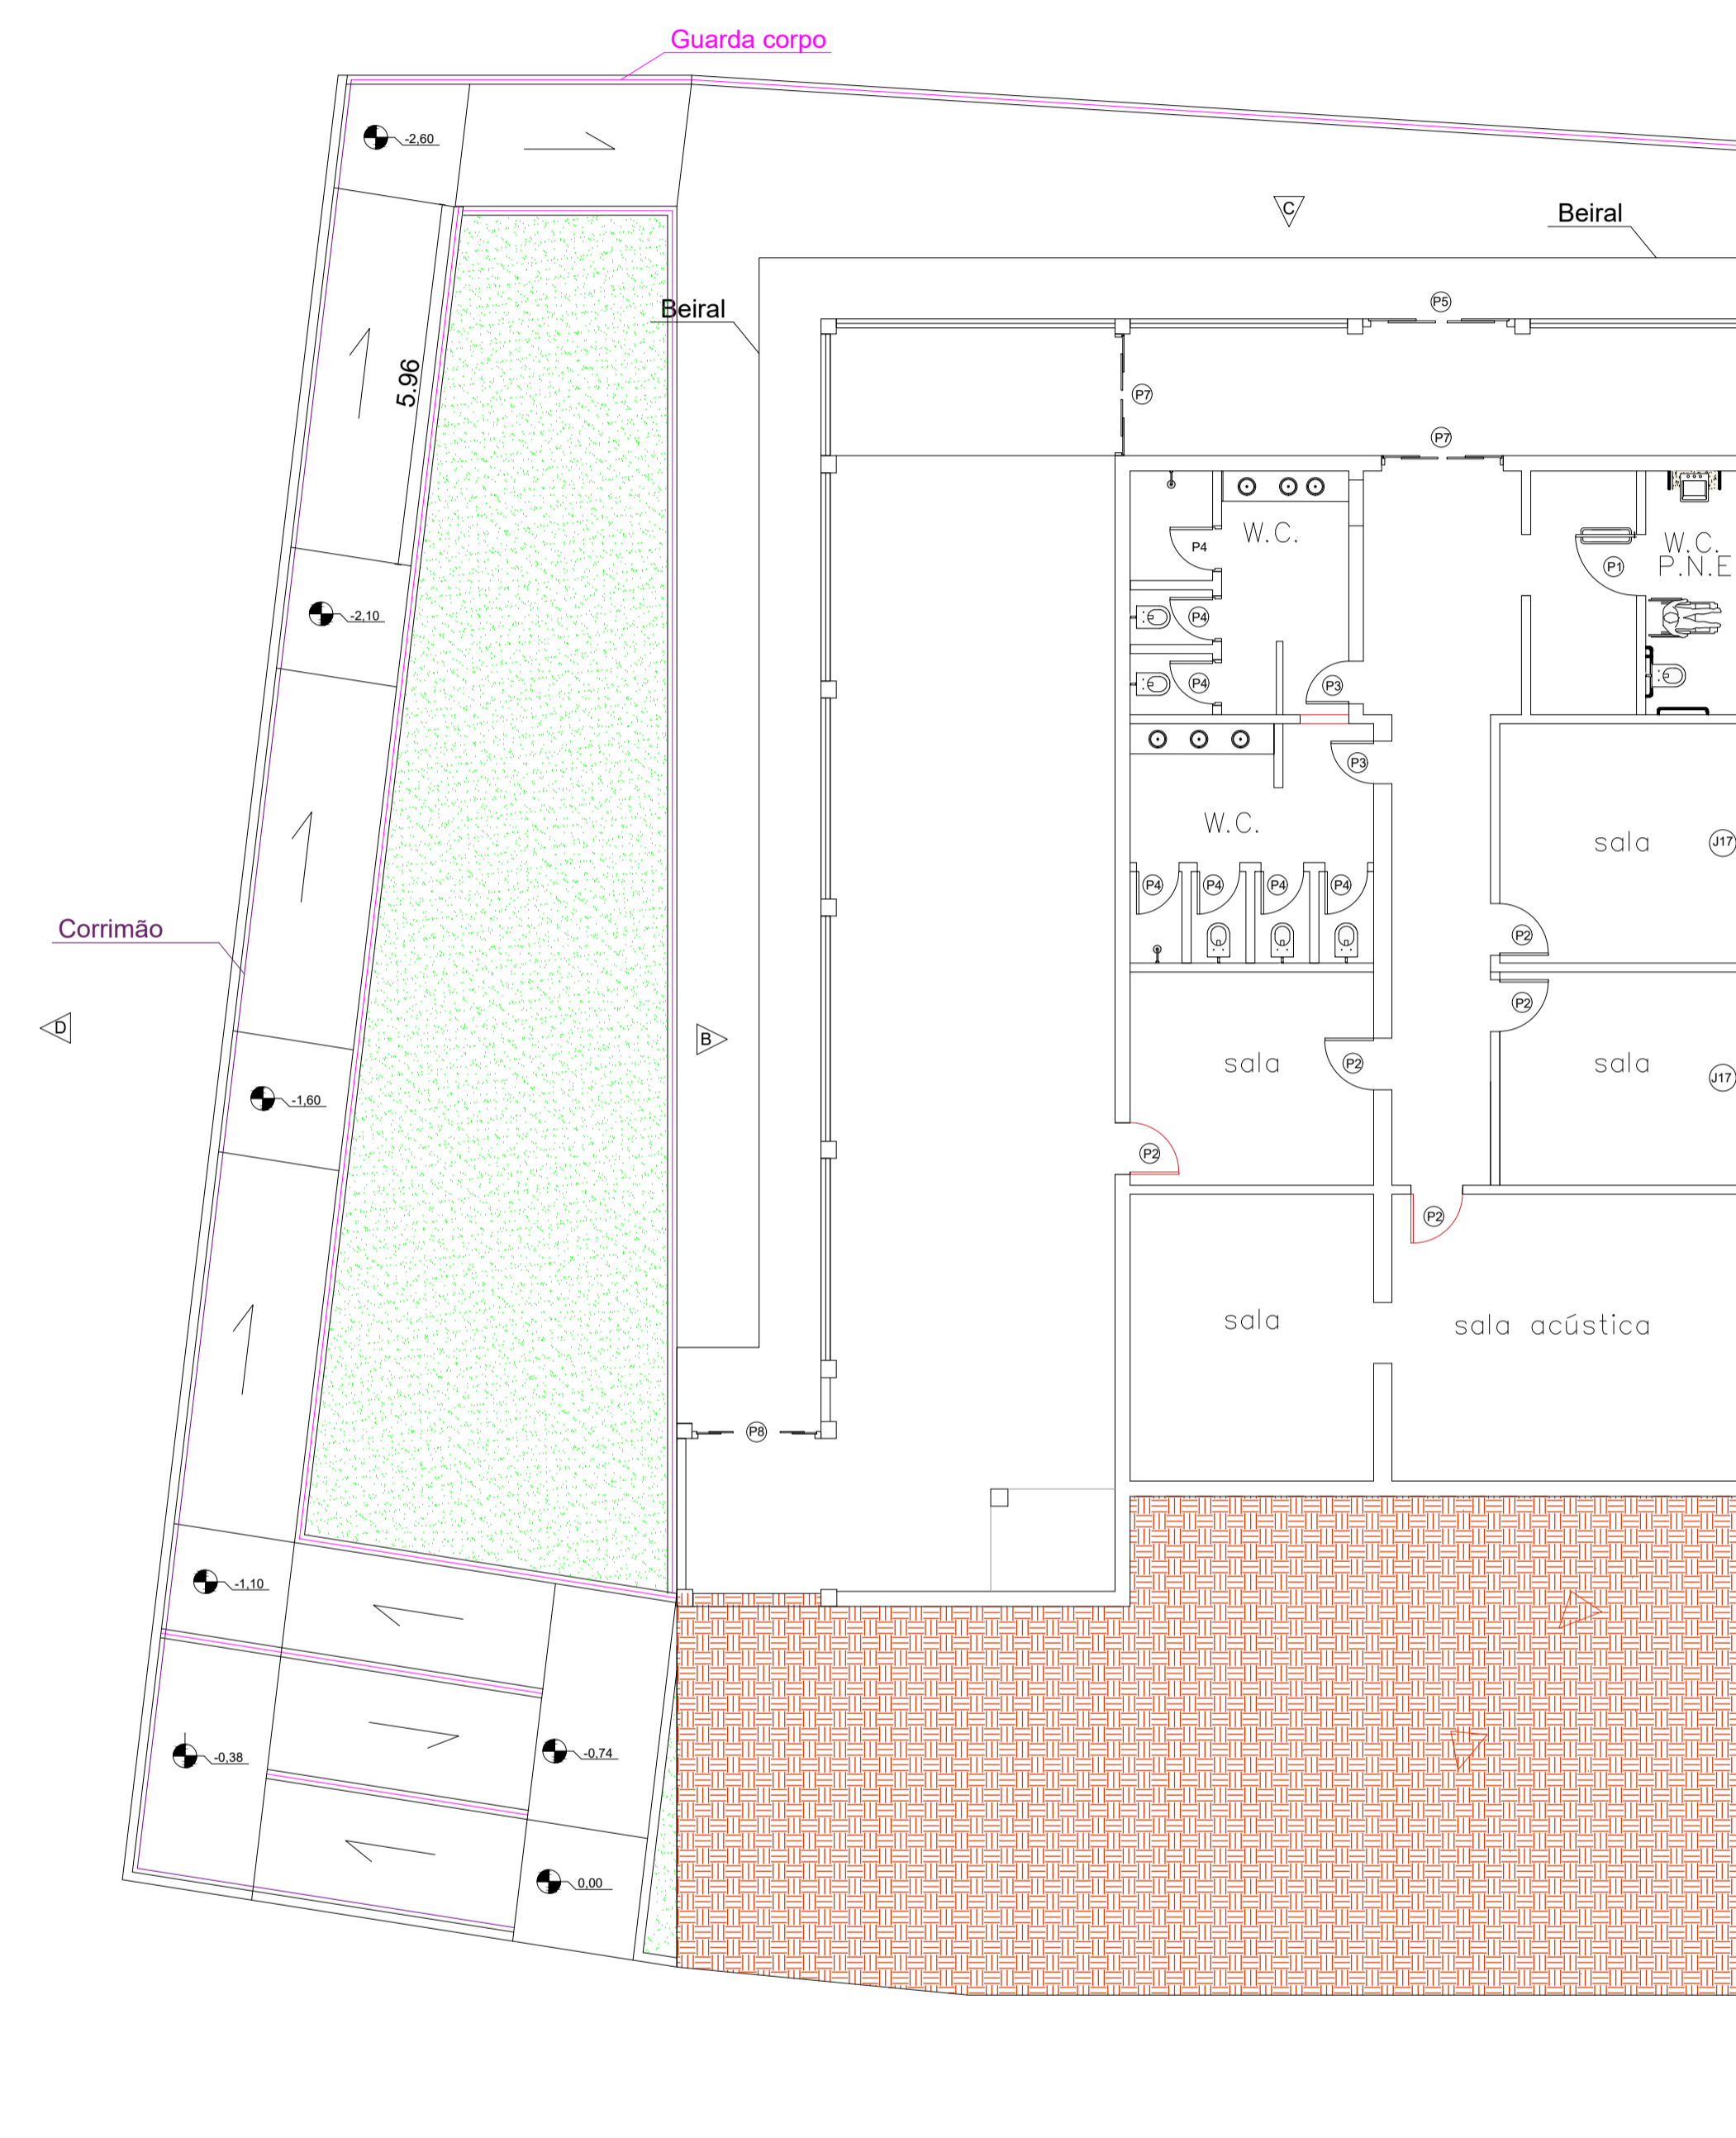 Guarda corpo
-2,60
C
Beiral
Beiral
P5
5.96
P7
P7
W.C.
W.C.
P.N.E
P4
P1
-2,10
P4
P4
P3
P3
W.C.
sala
J17
P4
P4
P4
P4
Corrimão
P2
D
B
P2
sala
P2
sala
J17
-1,60
P2
P2
sala
sala acústica
P8
-1,10
-0,38
-0,74
0,00